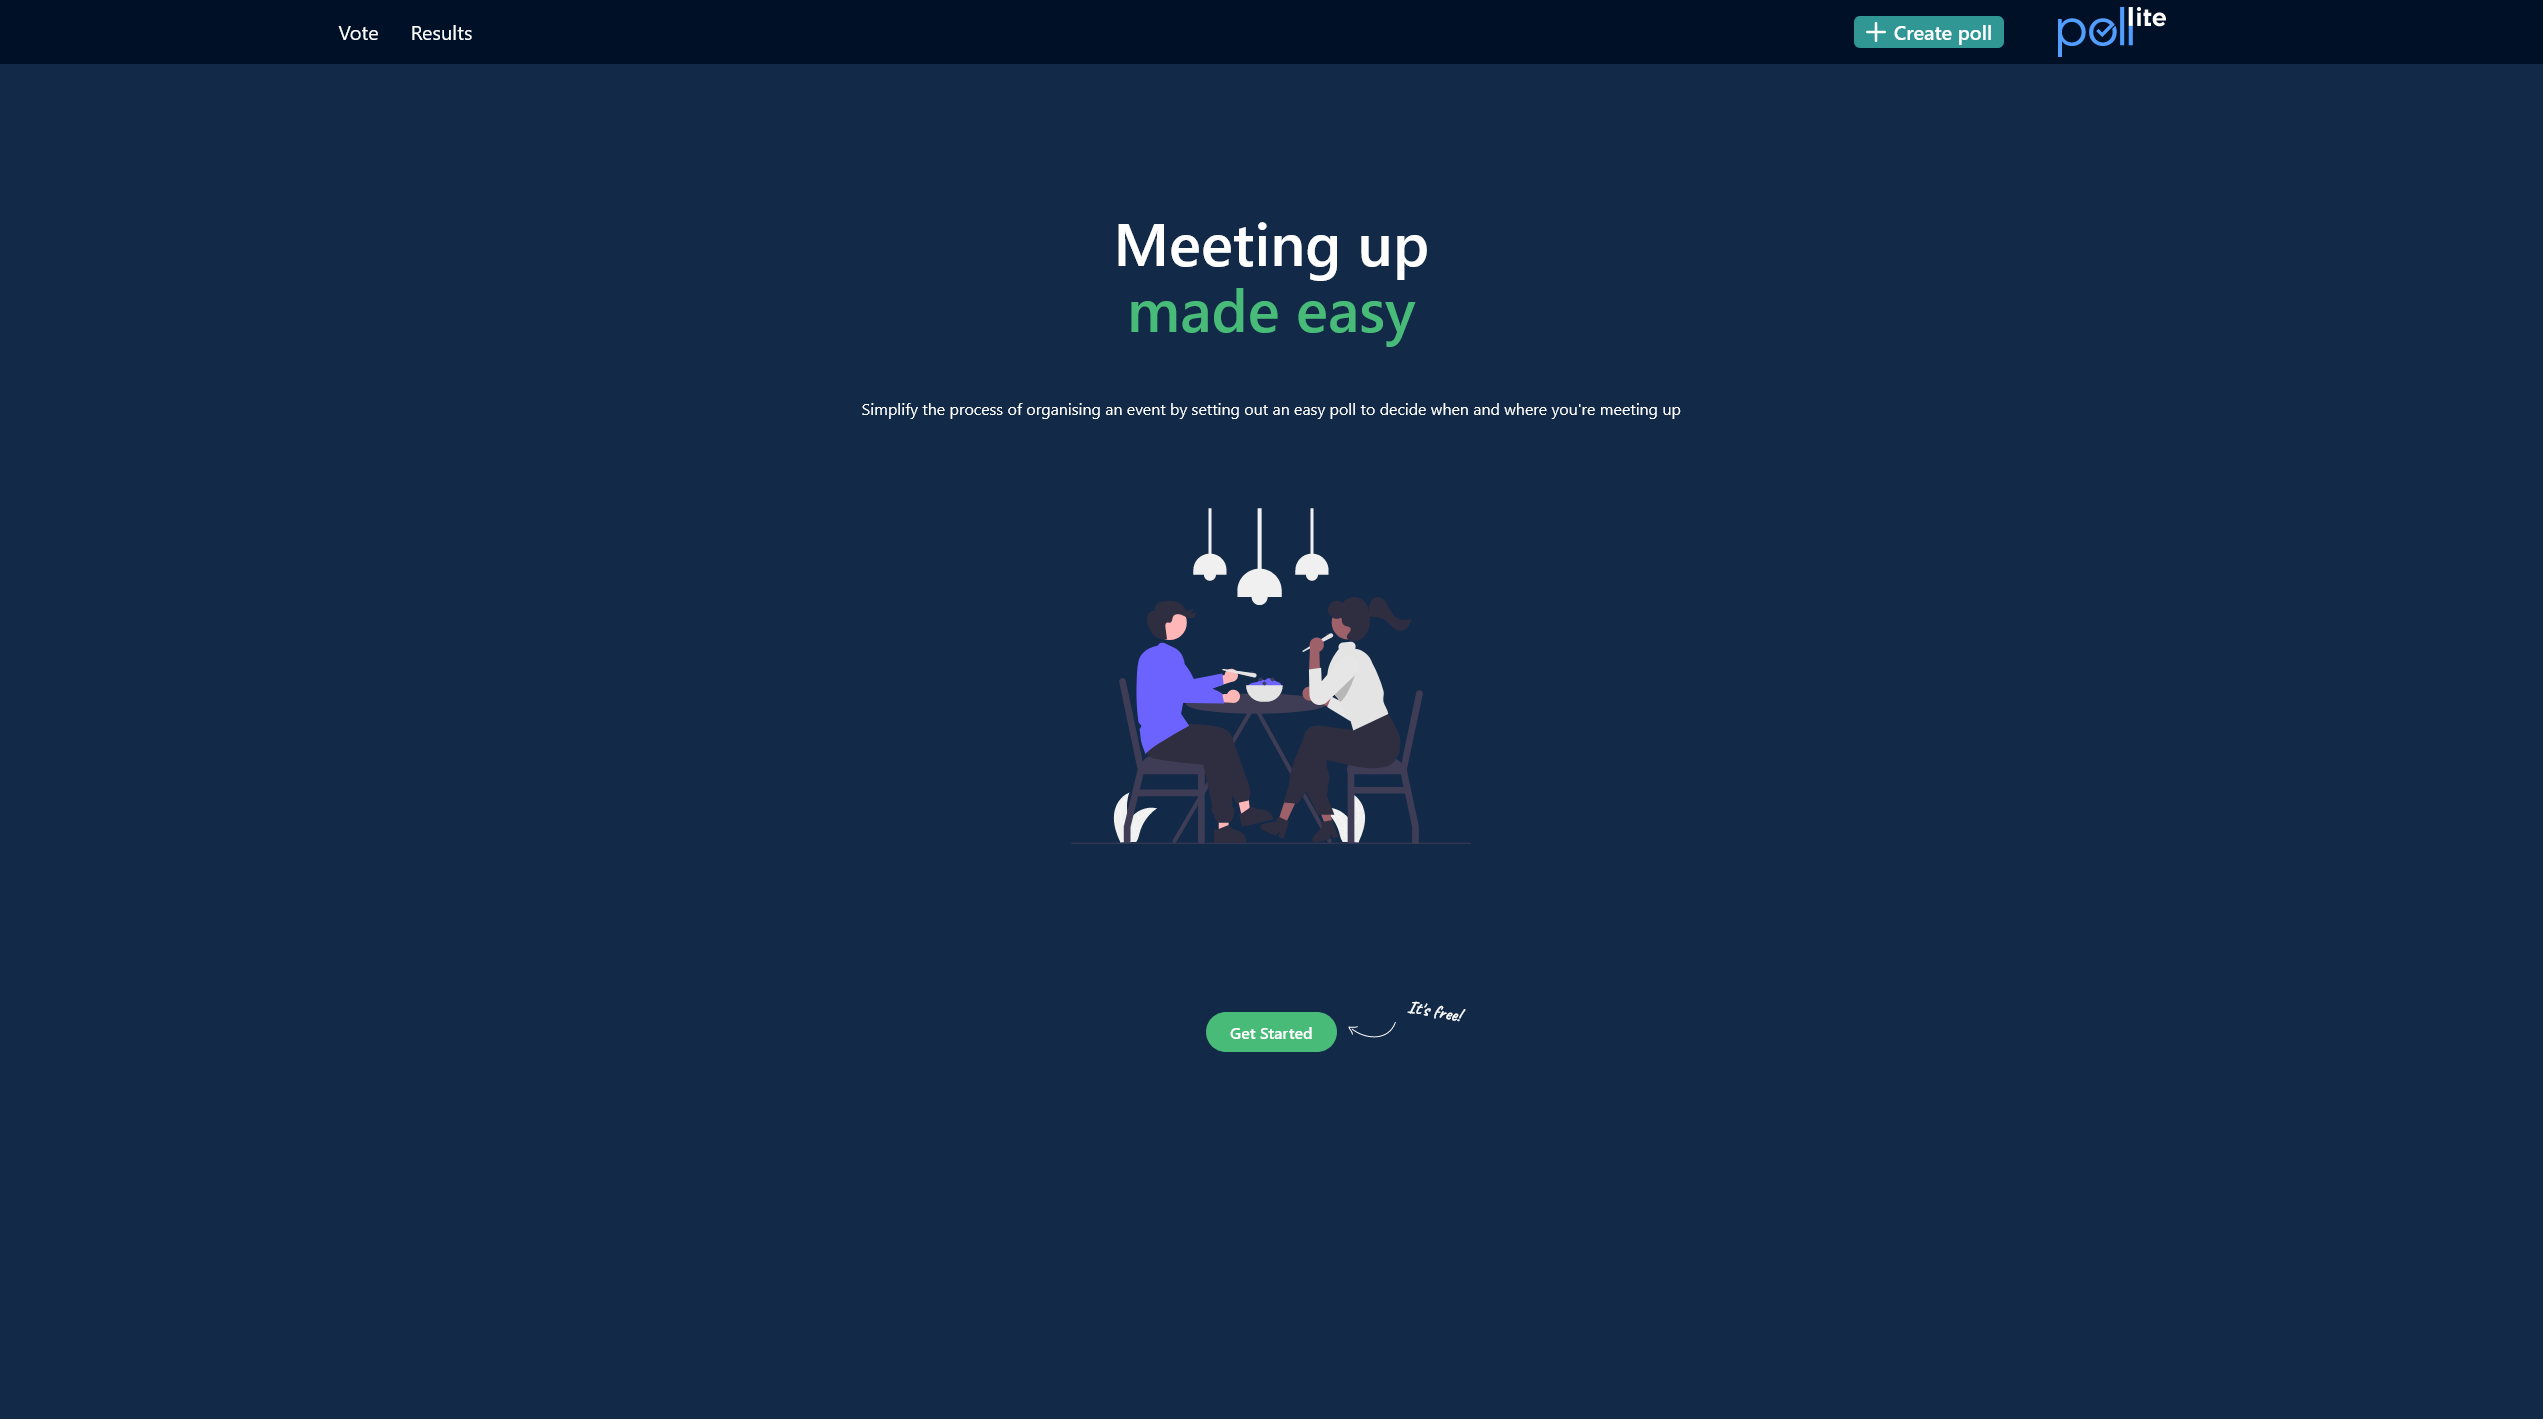 Vote
Results
Create poll
pollite
Meeting up
made easy
Simplify the process of organising an event by setting out an easy poll to decide when and where you're meeting up
Get Started
It's free!